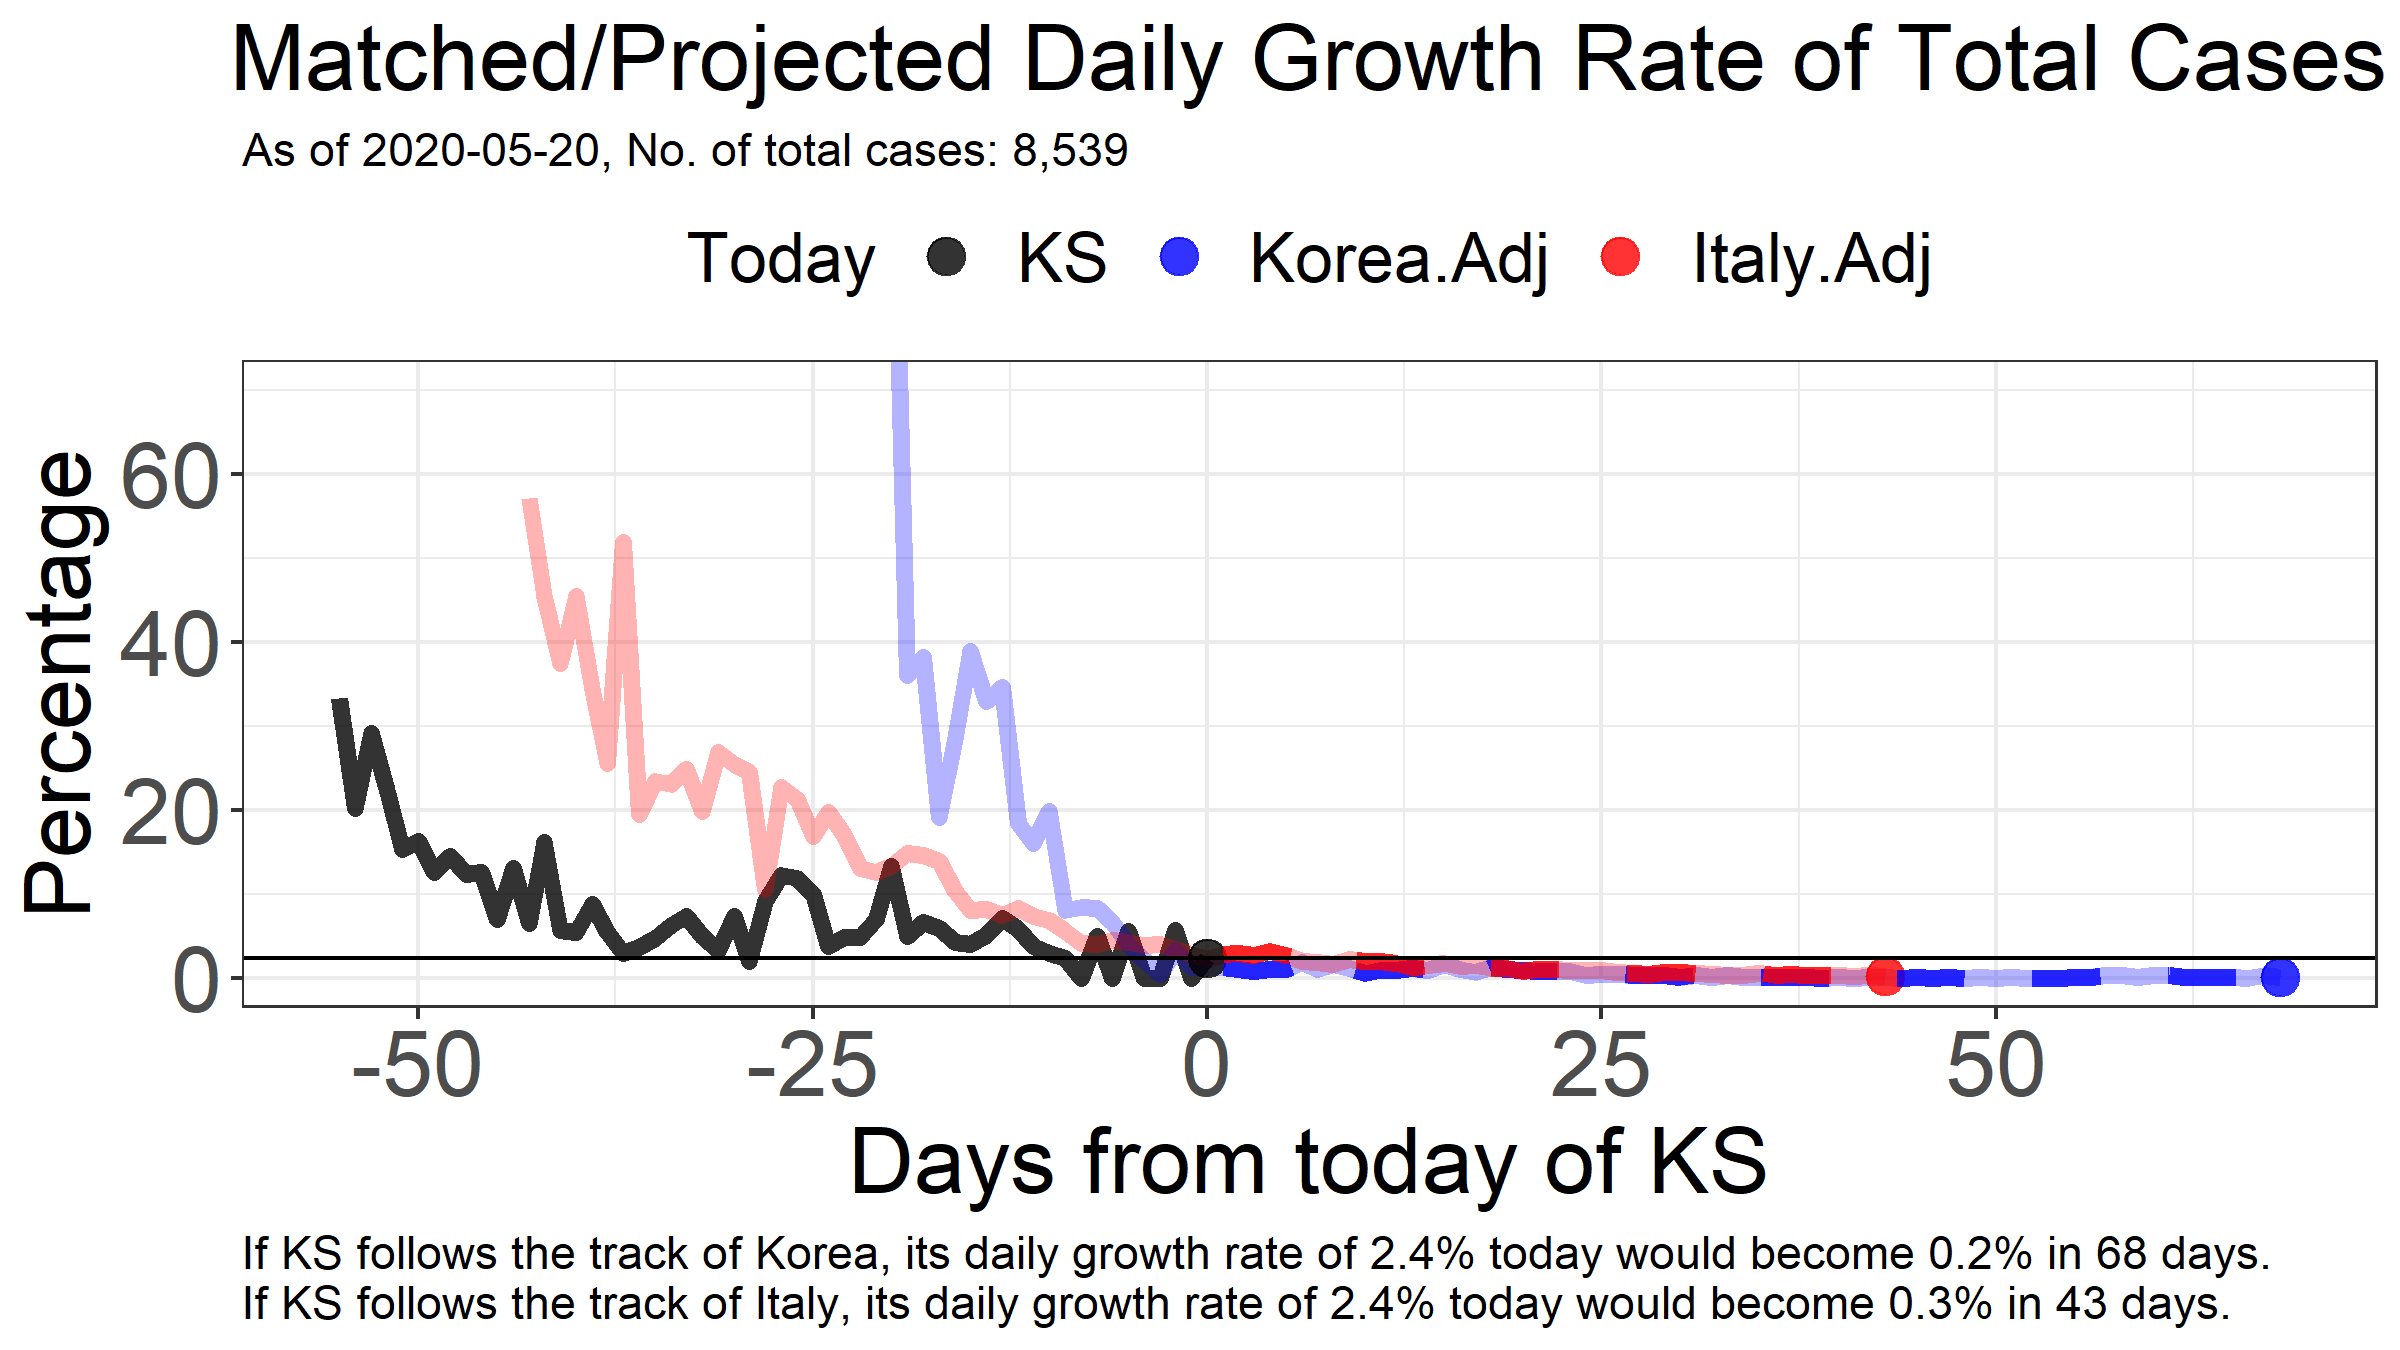 Matched/Projected Daily Growth Rate of Total Cases
As of 2020-05-20, No. of total cases: 8,539
Today KS Korea.Adj Italy.Adj
Percentage
60
40
20
0
-50 -25 0 25 50
Days from today of KS
If KS follows the track of Korea, its daily growth rate of 2.4% today would become 0.2% in 68 days.
If KS follows the track of Italy, its daily growth rate of 2.4% today would become 0.3% in 43 days.